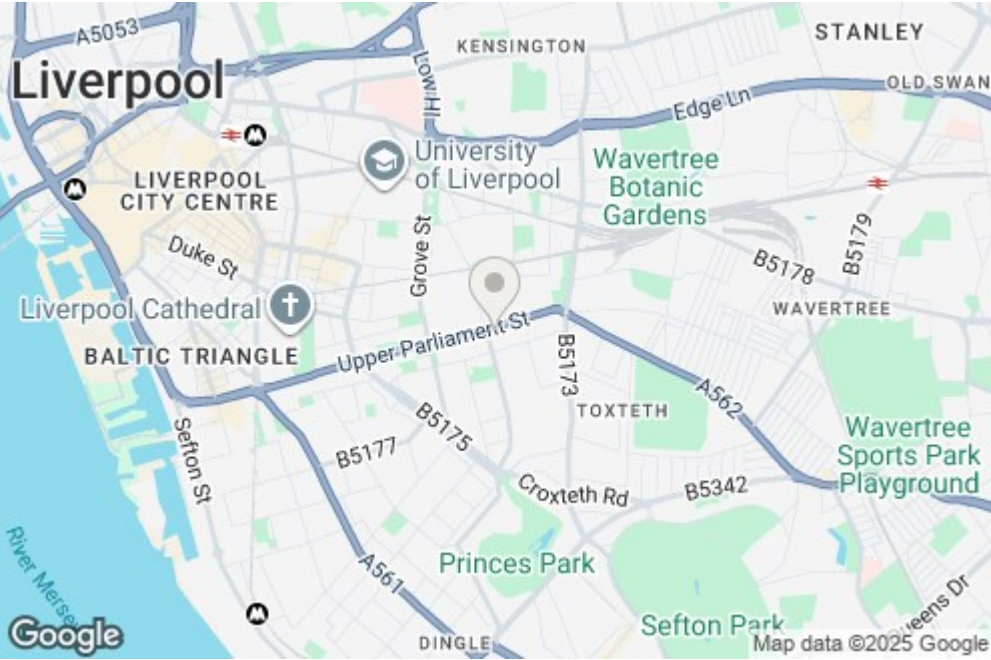 A5053
KENSINGTON
STANLEY
Liverpool
Low Hill
OLD SWAN
Edge Ln
University
of Liverpool
Wavertree
Botanic
Gardens
LIVERPOOL
CITY CENTRE
Duke St
Grove St
B5178
B5179
Liverpool Cathedral
WAVERTREE
BALTIC TRIANGLE
Upper Parliament St
B5173
A562
TOXTETH
B5175
B5177
Sefton St
Wavertree
Sports Park
Playground
Croxteth Rd
B5342
River Mersey
A561
Princes Park
Sefton Park
Queens Dr
DINGLE
Google
Map data ©2025 Google